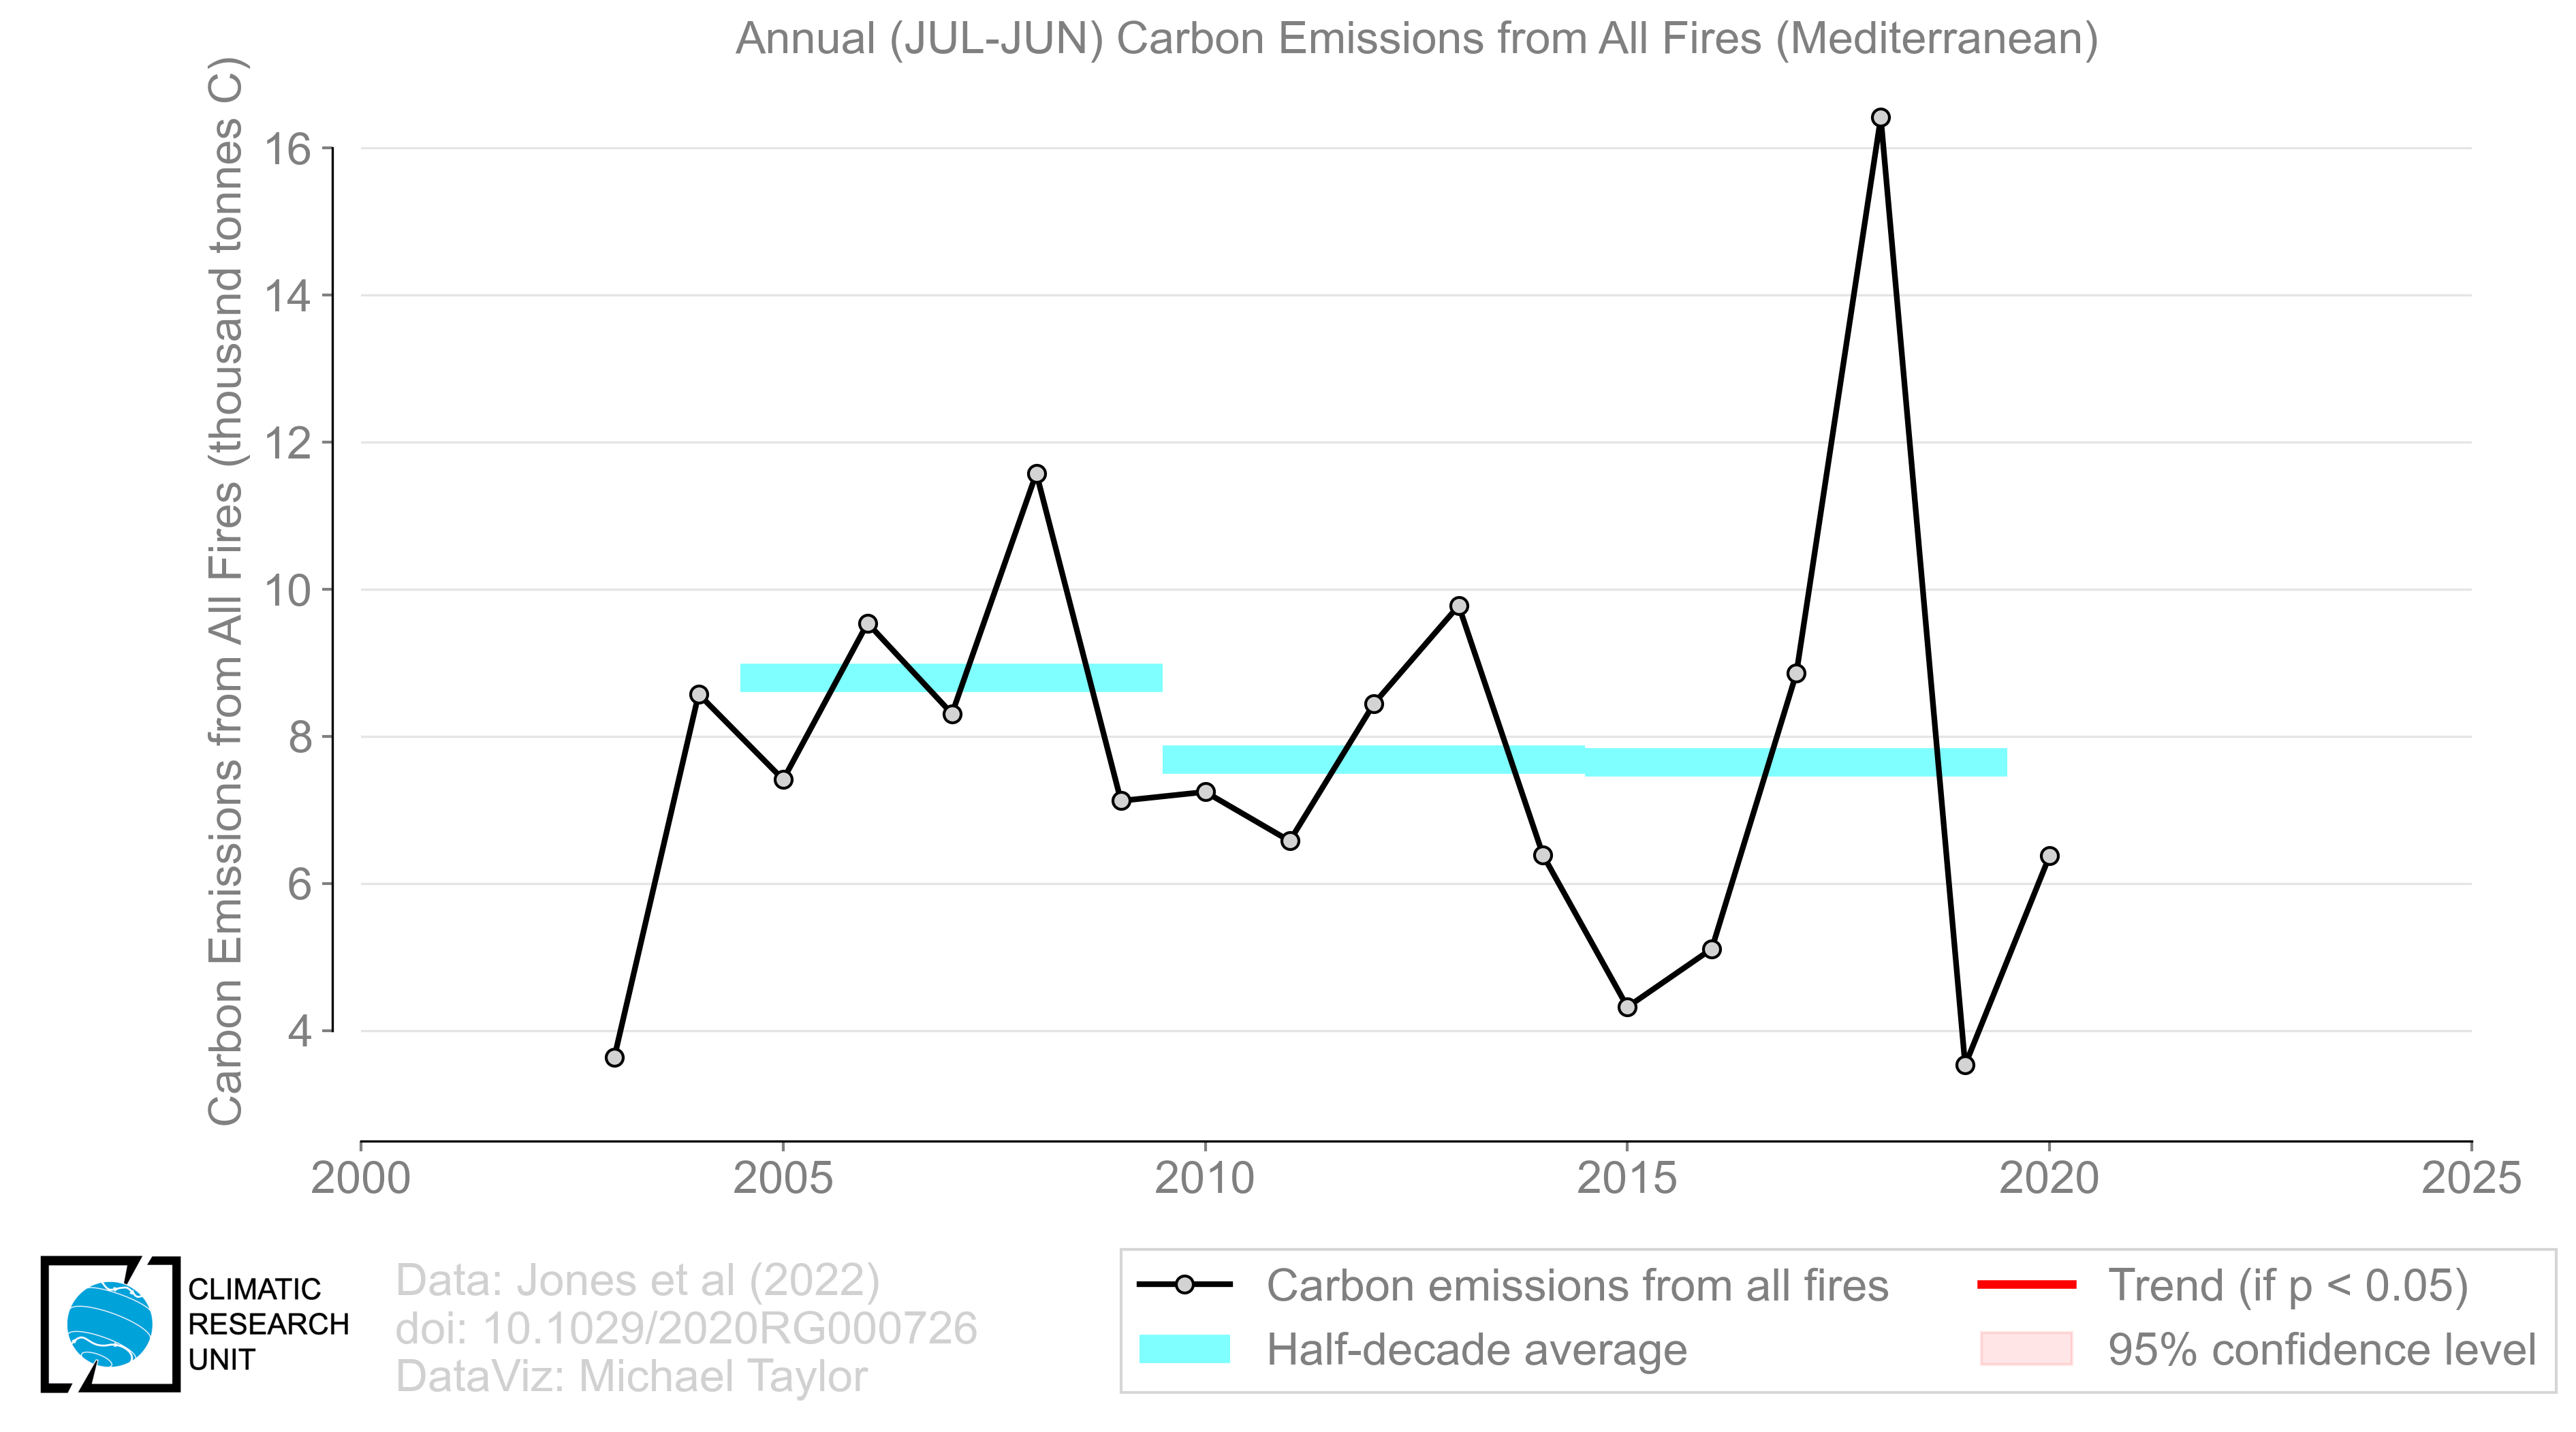 Annual (JUL-JUN) Carbon Emissions from All Fires (Mediterranean)
Carbon Emissions from All Fires (thousand tonnes C)
16
14
12
10
8
6
4
2000 2005 2010 2015 2020 2025
CLIMATIC
RESEARCH
UNIT
Data: Jones et al (2022)
doi: 10.1029/2020RG000726
DataViz: Michael Taylor
Carbon emissions from all fires
Half-decade average
Trend (if p < 0.05)
95% confidence level